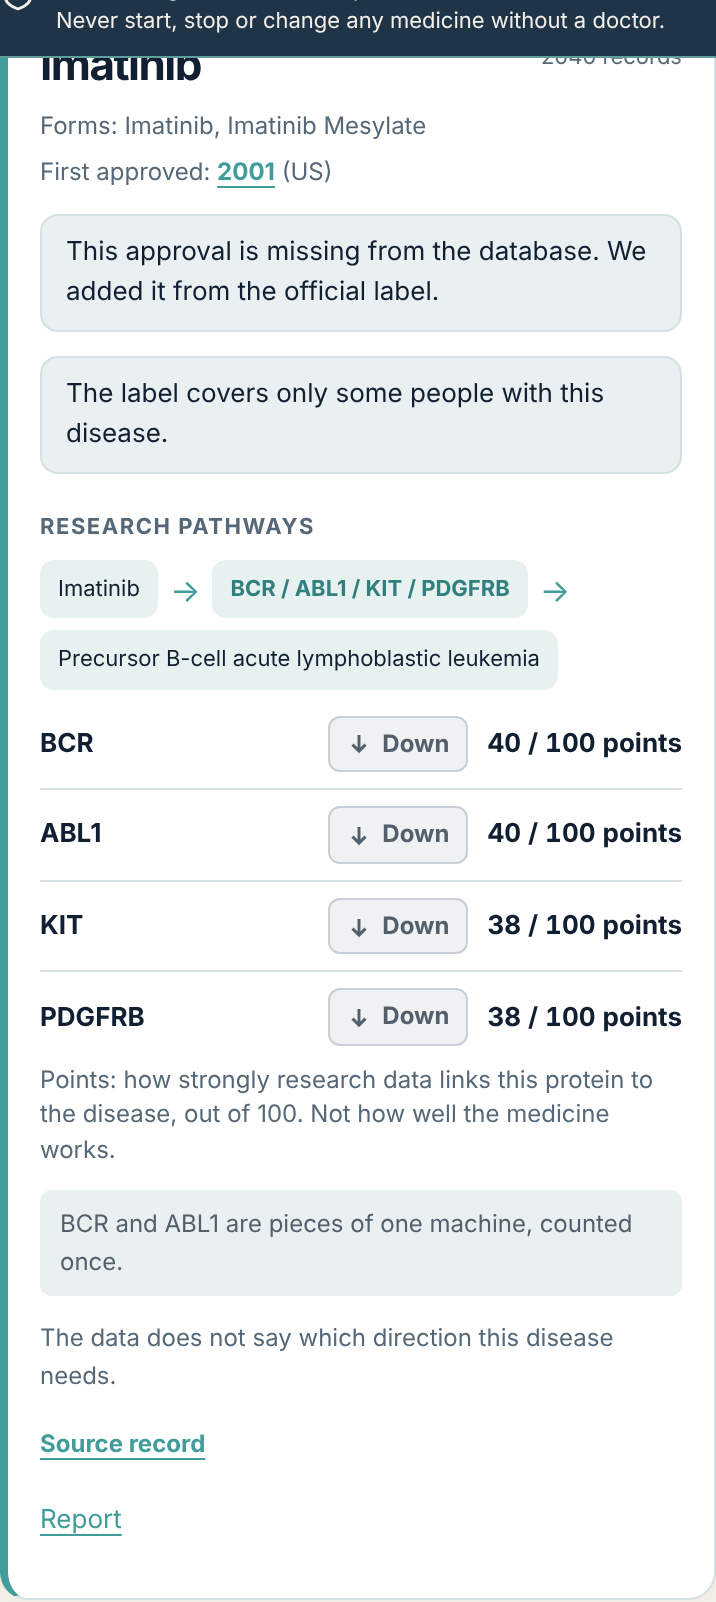 Never start, stop or change any medicine without a doctor.
Imatinib
2040 records
Forms: Imatinib, Imatinib Mesylate
First approved: 2001 (US)
This approval is missing from the database. We
added it from the official label.
The label covers only some people with this
disease.
RESEARCH PATHWAYS
Imatinib → BCR / ABL1 / KIT / PDGFRB →
Precursor B-cell acute lymphoblastic leukemia
BCR ↓ Down 40 / 100 points
ABL1 ↓ Down 40 / 100 points
KIT ↓ Down 38 / 100 points
PDGFRB ↓ Down 38 / 100 points
Points: how strongly research data links this protein to
the disease, out of 100. Not how well the medicine
works.
BCR and ABL1 are pieces of one machine, counted
once.
The data does not say which direction this disease
needs.
Source record
Report